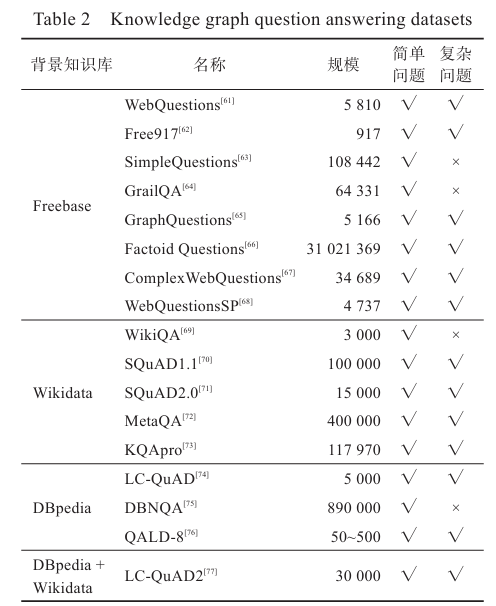 Table 2 Knowledge graph question answering datasets
背景知识库 名称 规模 简单问题 复杂问题
Freebase
WebQuestions[61] 5 810 √ √
Free917[62] 917 √ √
SimpleQuestions[63] 108 442 √ ×
GrailQA[64] 64 331 √ ×
GraphQuestions[65] 5 166 √ √
Factoid Questions[66] 31 021 369 √ √
ComplexWebQuestions[67] 34 689 √ √
WebQuestionsSP[68] 4 737 √ √
Wikidata
WikiQA[69] 3 000 √ ×
SQuAD1.1[70] 100 000 √ √
SQuAD2.0[71] 15 000 √ √
MetaQA[72] 400 000 √ √
KQApro[73] 117 970 √ √
DBpedia
LC-QuAD[74] 5 000 √ √
DBNQA[75] 890 000 √ ×
QALD-8[76] 50~500 √ √
DBpedia +
Wikidata
LC-QuAD2[77] 30 000 √ √